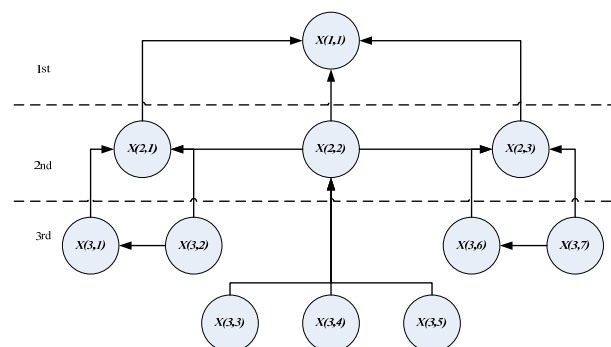 X(1,1)
1st
X(2,1)
X(2,2)
X(2,3)
2nd
3rd
X(3,1)
X(3,2)
X(3,6)
X(3,7)
X(3,3)
X(3,4)
X(3,5)